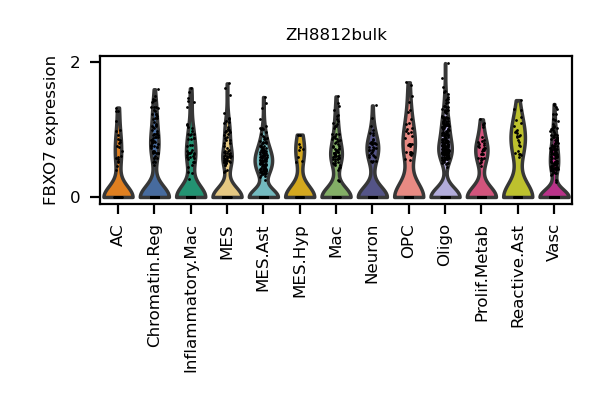 ZH8812bulk
FBXO7 expression
2
0
AC
Chromatin.Reg
Inflammatory.Mac
MES
MES.Ast
MES.Hyp
Mac
Neuron
OPC
Oligo
Prolif.Metab
Reactive.Ast
Vasc